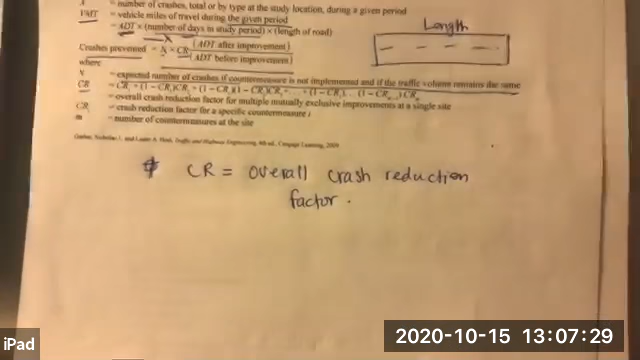 = number of crashes, total or by type at the study location, during a given period
VMT = vehicle miles of travel during the given period
= ADT × (number of days in study period) × (length of road)
Length
Crashes prevented = N × CR (ADT after improvement)
(ADT before improvement)
where
N = expected number of crashes if countermeasure is not implemented and if the traffic volume remains the same
CR = CR₁ + (1 – CR₁)CR₂ + (1 – CR₁)(1 – CR₂)CR₃ + … + (1 – CR₁)…
= overall crash reduction factor for multiple mutually exclusive improvements at a single site
CRᵢ = crash reduction factor for a specific countermeasure i
m = number of countermeasures at the site
Garber, Nicholas J., and Lester A. Hoel, Traffic and Highway Engineering, 4th ed., Cengage Learning, 2009
CR = overall crash reduction
factor.
iPad
2020-10-15 13:07:29